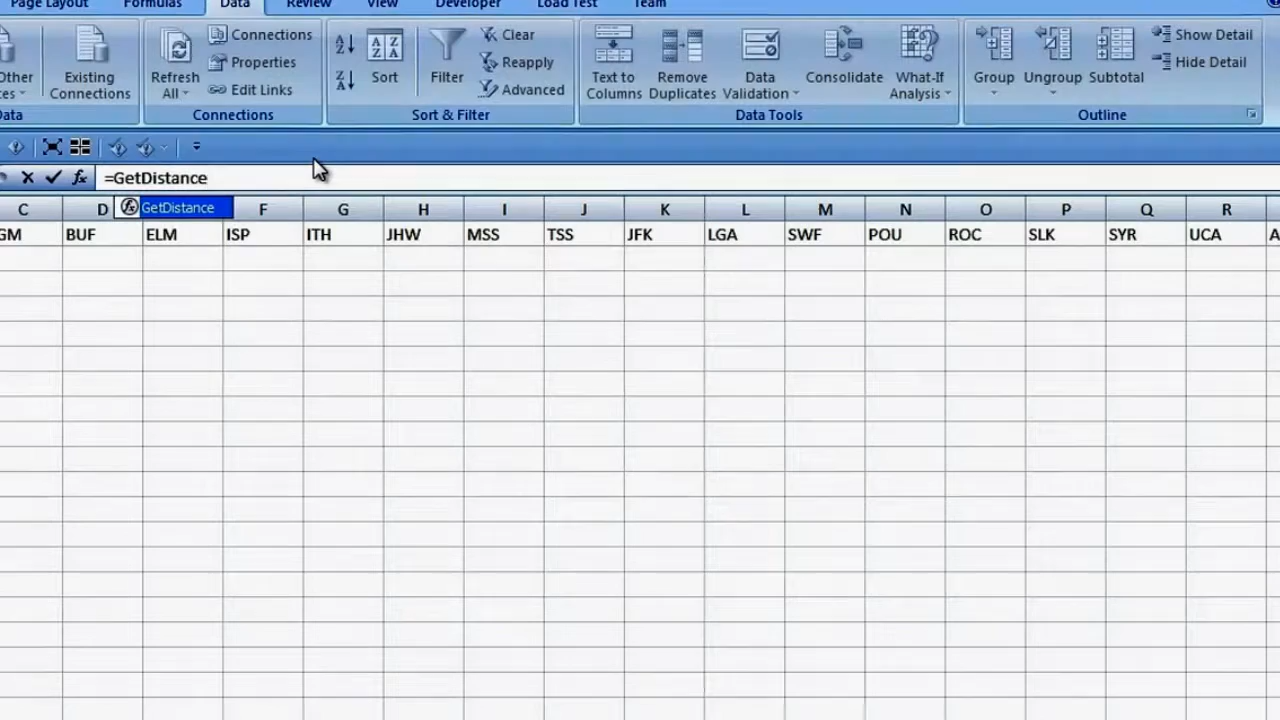 Page Layout Formulas Data Review View Developer Load Test Team
Connections Clear Show Detail
Properties Reapply Hide Detail
Other Existing Connections Refresh All Edit Links Sort Filter Advanced Text to Columns Remove Duplicates Data Validation Consolidate What-If Analysis Group Ungroup Subtotal
Connections Sort & Filter Data Tools Outline
=GetDistance
GetDistance
C D F G H I J K L M N O P Q R
GM BUF ELM ISP ITH JHW MSS TSS JFK LGA SWF POU ROC SLK SYR UCA A